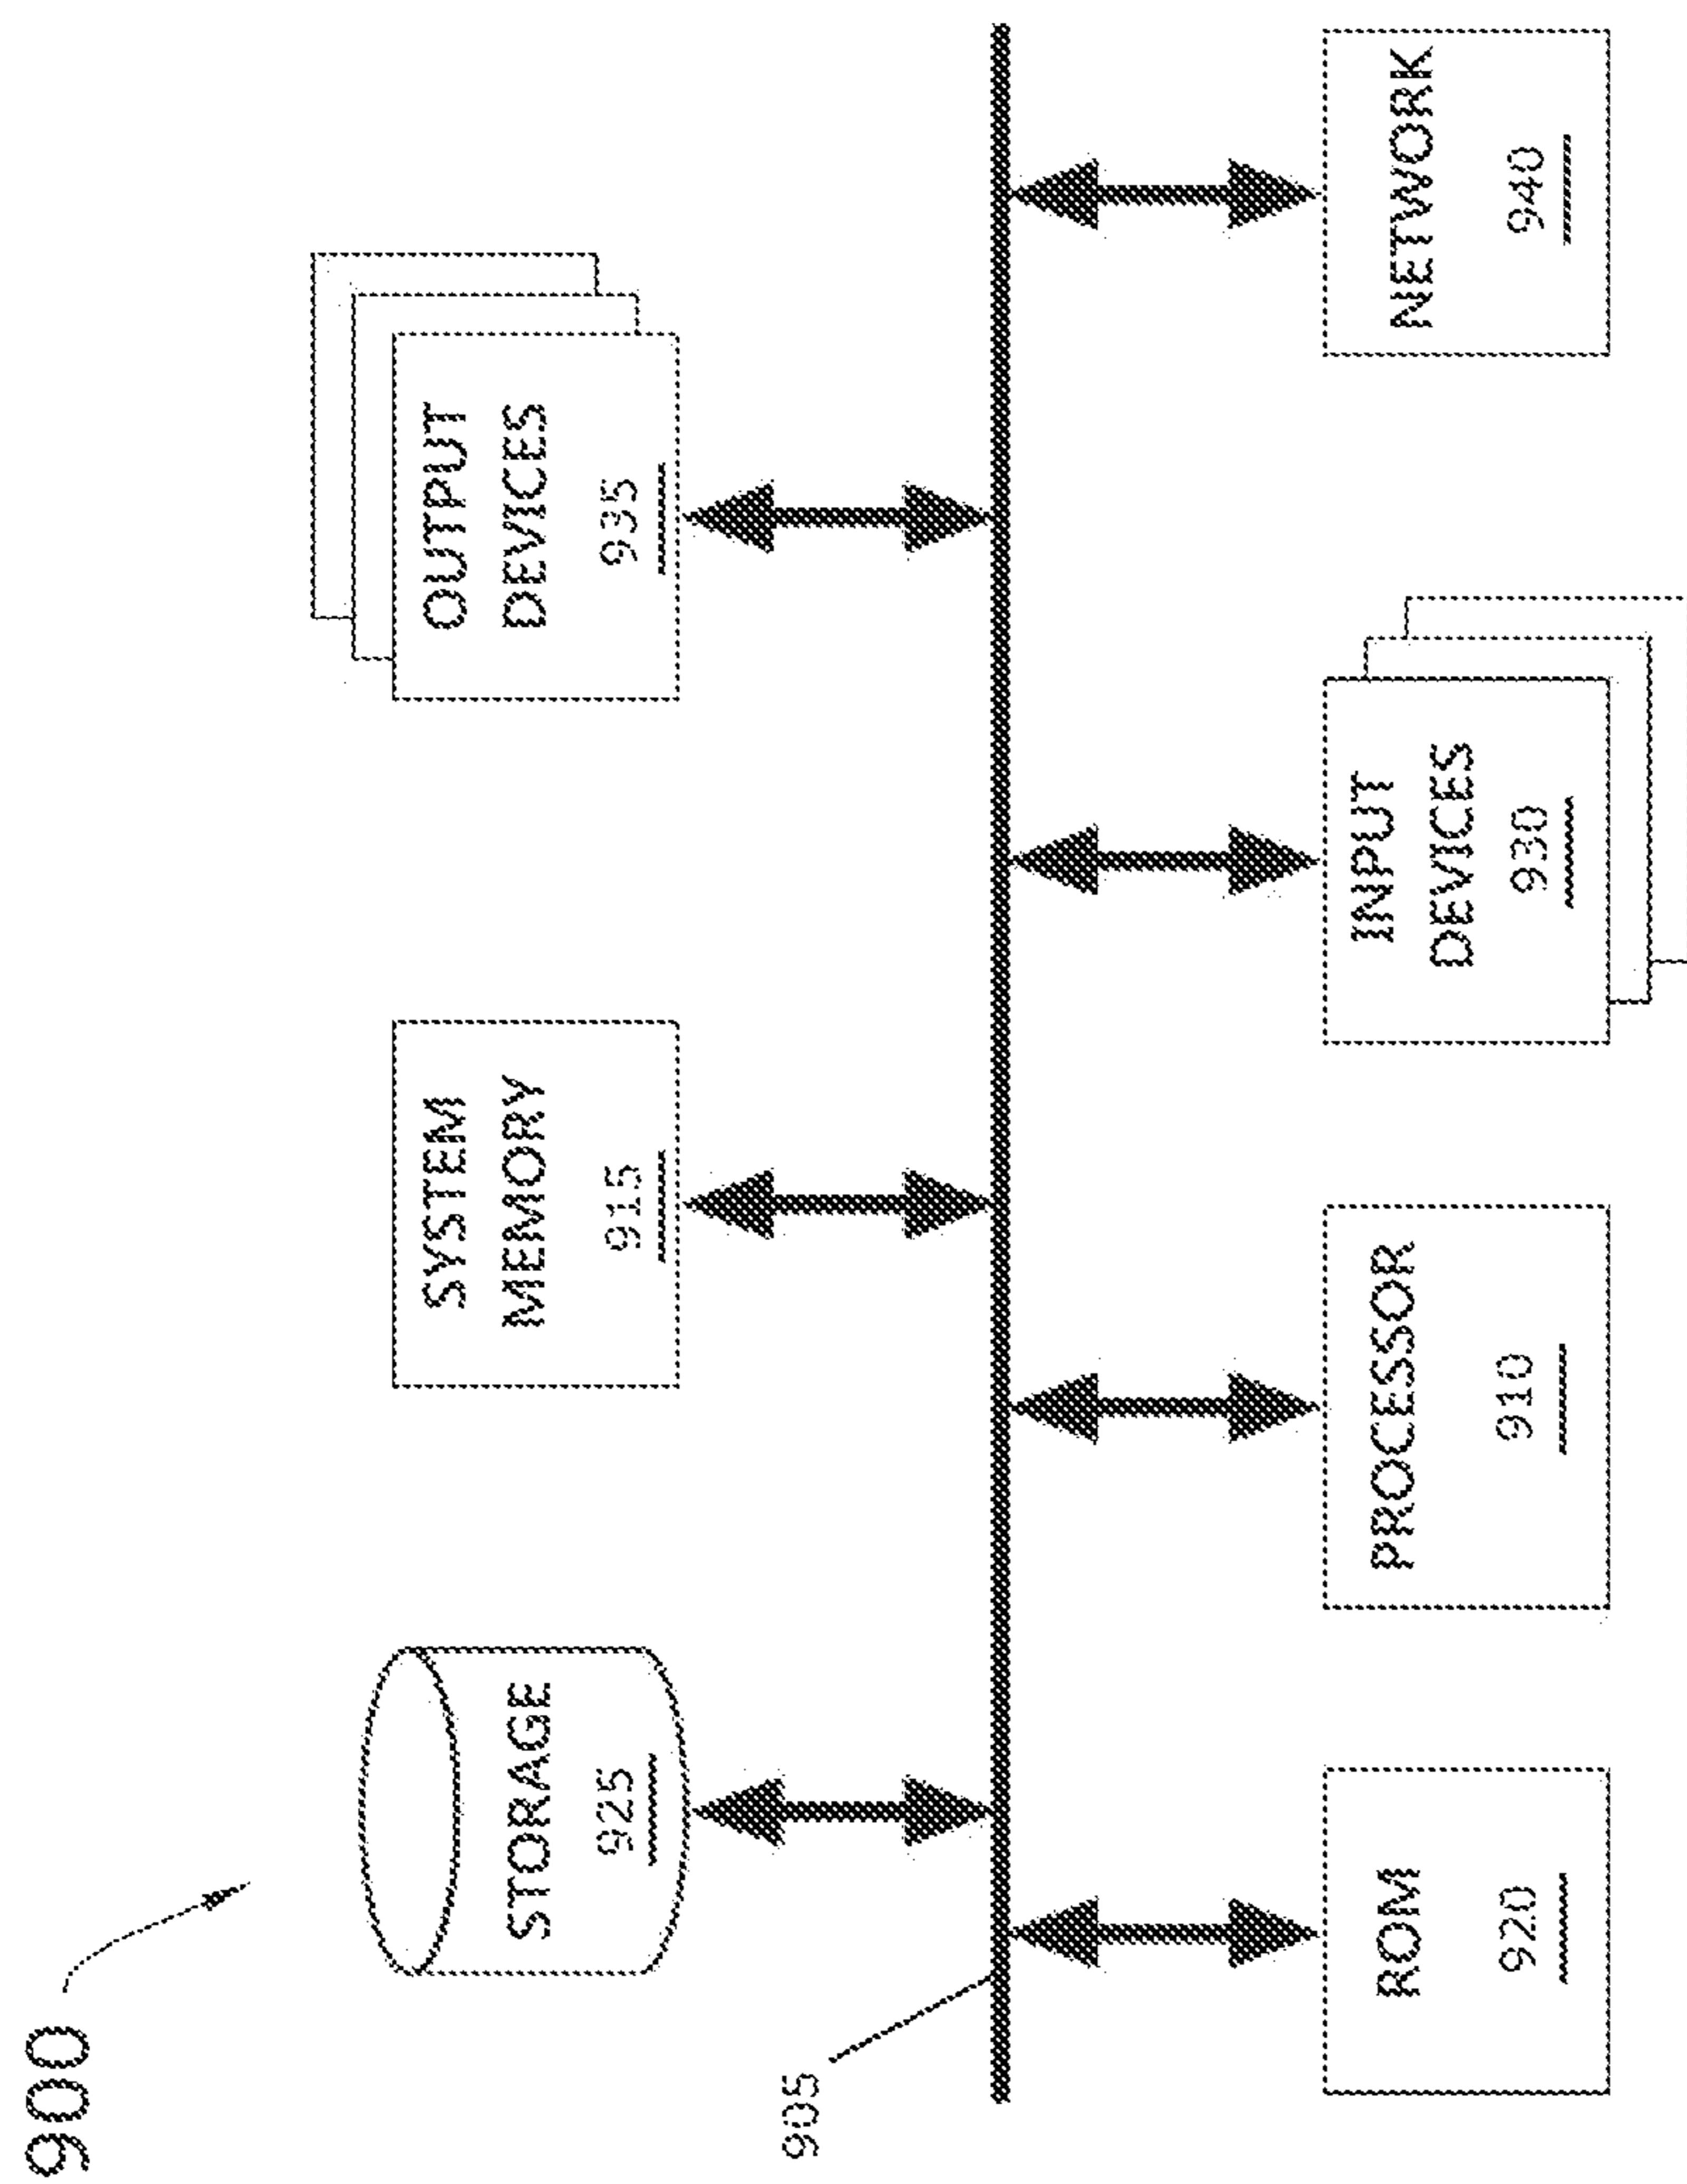 900
STORAGE
925
SYSTEM
MEMORY
915
OUTPUT
DEVICES
935
905
ROM
920
PROCESSOR
910
INPUT
DEVICES
930
NETWORK
940